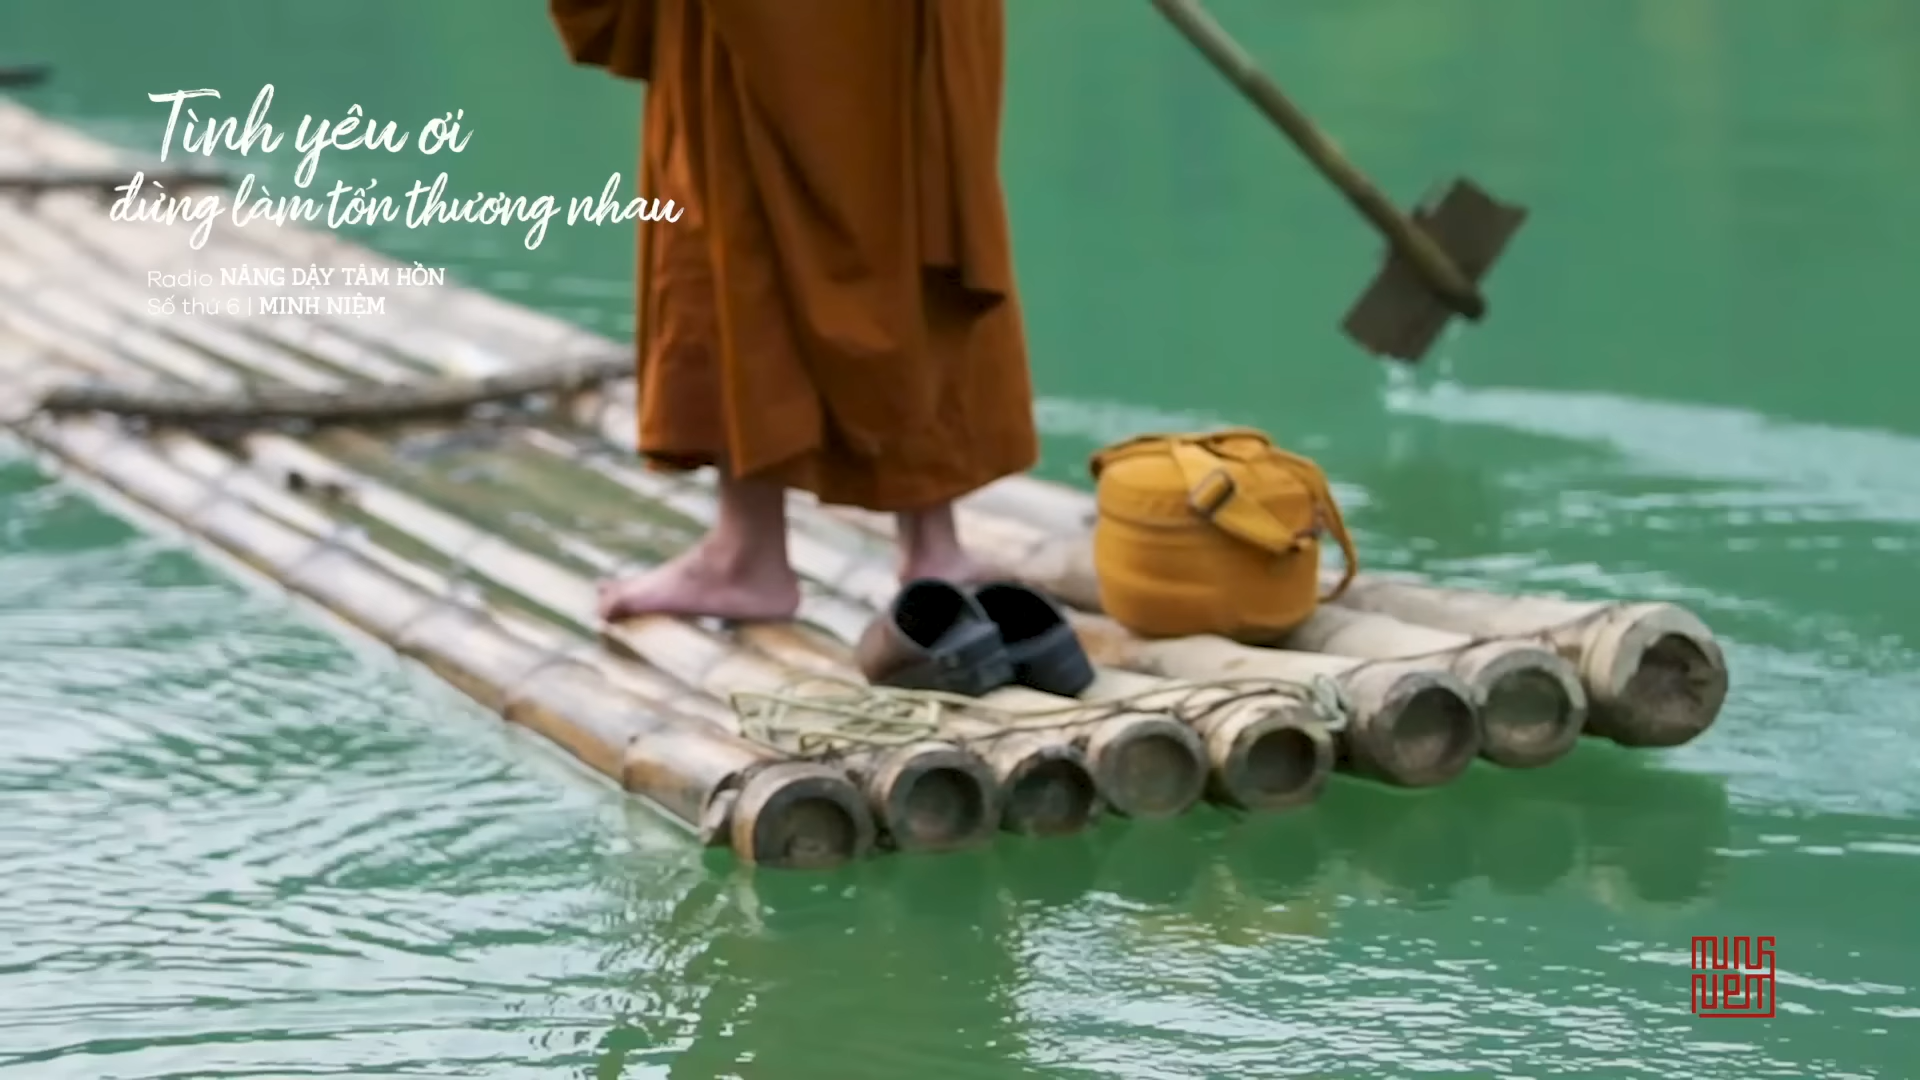 Tình yêu ơi
đừng làm tổn thương nhau
Radio NÂNG DẬY TÂM HỒN
Số thứ 6 | MINH NIỆM